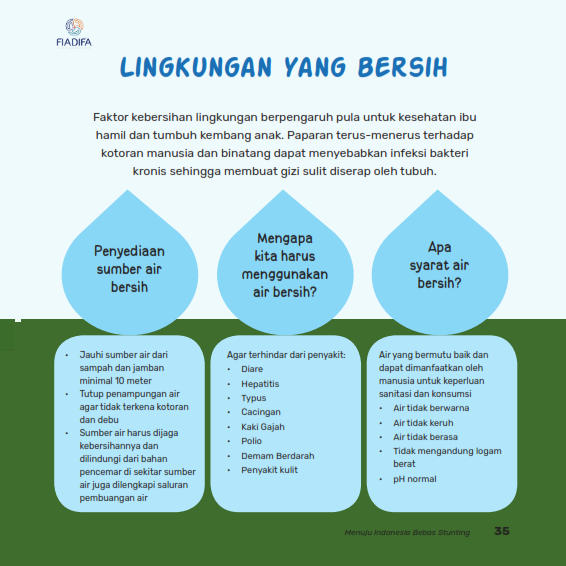 FIADIFA
LINGKUNGAN YANG BERSIH
Faktor kebersihan lingkungan berpengaruh pula untuk kesehatan ibu
hamil dan tumbuh kembang anak. Paparan terus-menerus terhadap
kotoran manusia dan binatang dapat menyebabkan infeksi bakteri
kronis sehingga membuat gizi sulit diserap oleh tubuh.
Penyediaan
sumber air
bersih
• Jauhi sumber air dari
sampah dan jamban
minimal 10 meter
• Tutup penampungan air
agar tidak terkena kotoran
dan debu
• Sumber air harus dijaga
kebersihannya dan
dilindungi dari bahan
pencemar di sekitar sumber
air juga dilengkapi saluran
pembuangan air
Mengapa
kita harus
menggunakan
air bersih?
Agar terhindar dari penyakit:
• Diare
• Hepatitis
• Typus
• Cacingan
• Kaki Gajah
• Polio
• Demam Berdarah
• Penyakit kulit
Apa
syarat air
bersih?
Air yang bermutu baik dan
dapat dimanfaatkan oleh
manusia untuk keperluan
sanitasi dan konsumsi
• Air tidak berwarna
• Air tidak keruh
• Air tidak berasa
• Tidak mengandung logam
berat
• pH normal
Menuju Indonesia Bebas Stunting 35